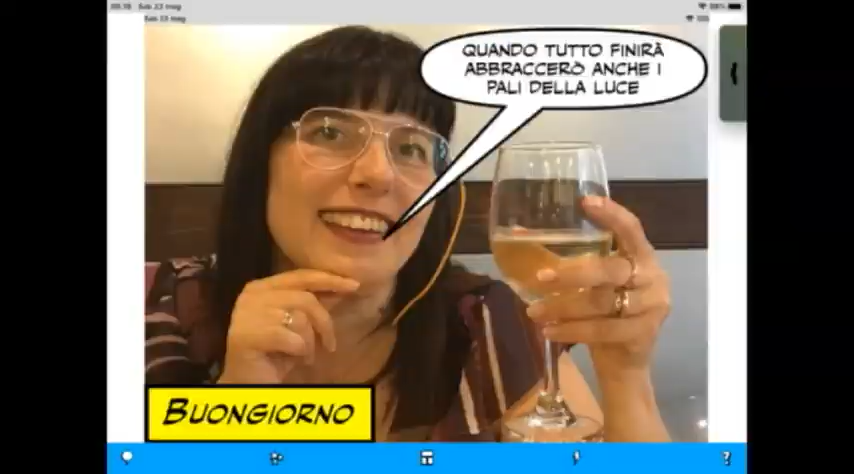 QUANDO TUTTO FINIRÀ
ABBRACCERÒ ANCHE I
PALI DELLA LUCE
BUONGIORNO
?